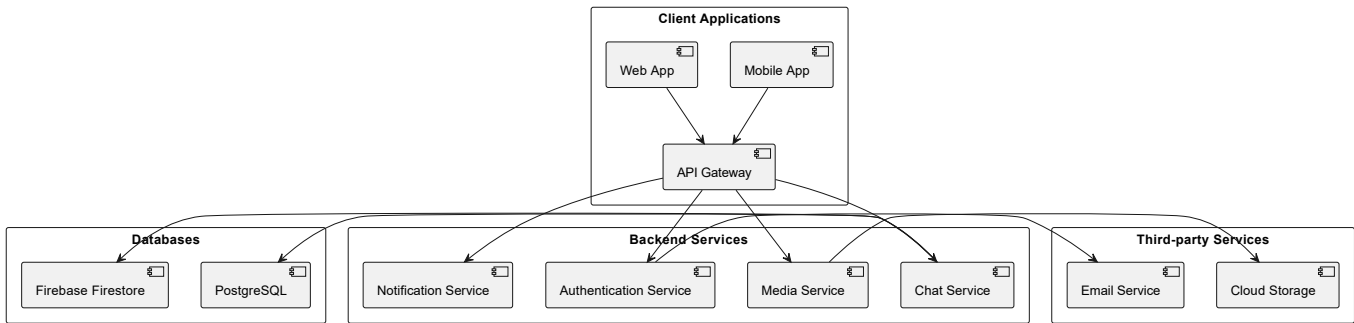 Client Applications
Web App
Mobile App
API Gateway
Databases
Firebase Firestore
PostgreSQL
Backend Services
Notification Service
Authentication Service
Media Service
Chat Service
Third-party Services
Email Service
Cloud Storage